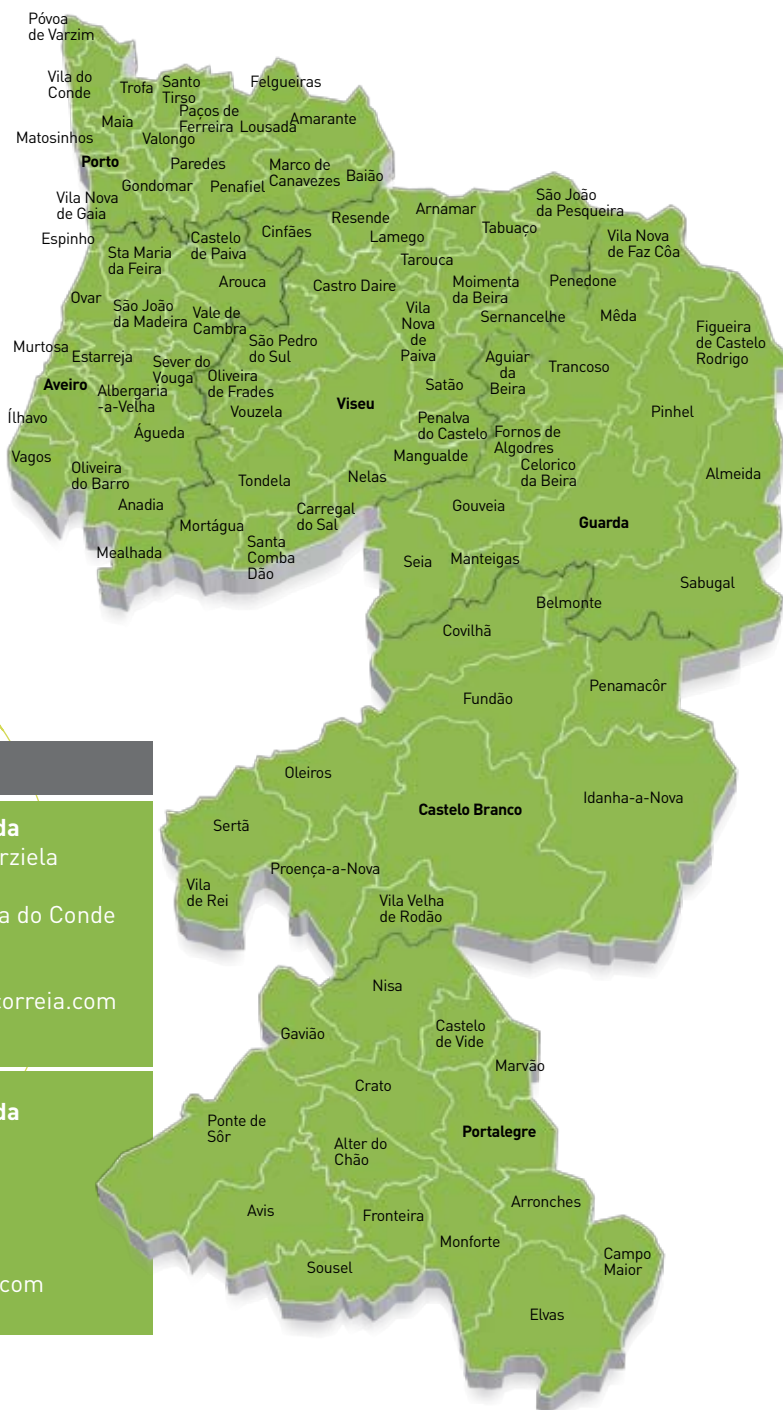 Póvoa
de Varzim
Vila do
Conde
Trofa
Santo
Tirso
Felgueiras
Paços de
Ferreira
Lousada
Amarante
Maia
Matosinhos
Valongo
Porto
Paredes
Marco de
Canavezes
Baião
Gondomar
Penafiel
Vila Nova
de Gaia
Espinho
Sta Maria
da Feira
Castelo
de Paiva
Cinfães
Resende
Lamego
Arnamar
Tabuaço
São João
da Pesqueira
Vila Nova
de Faz Côa
Tarouca
Arouca
Castro Daire
Moimenta
da Beira
Penedone
Ovar
São João
da Madeira
Vale de
Cambra
Vila
Nova
de
Paiva
Sernancelhe
Mêda
Figueira
de Castelo
Rodrigo
São Pedro
do Sul
Murtosa
Estarreja
Sever do
Vouga
Aguiar
da
Beira
Trancoso
Aveiro
Albergaria
-a-Velha
Oliveira
de Frades
Vouzela
Viseu
Satão
Pinhel
Ílhavo
Águeda
Penalva
do Castelo
Fornos de
Algodres
Vagos
Oliveira
do Barro
Mangualde
Celorico
da Beira
Almeida
Tondela
Nelas
Anadia
Mortágua
Carregal
do Sal
Gouveia
Guarda
Mealhada
Santa
Comba
Dão
Seia
Manteigas
Sabugal
Belmonte
Covilhã
Fundão
Penamacôr
Oleiros
Castelo Branco
Idanha-a-Nova
Sertã
Proença-a-Nova
Vila
de Rei
Vila Velha
de Rodão
Nisa
Gavião
Castelo
de Vide
Marvão
Crato
Ponte de
Sôr
Alter do
Chão
Portalegre
Avis
Fronteira
Arronches
Monforte
Campo
Maior
Sousel
Elvas
da
rziela
a do Conde
correia.com
da
.com